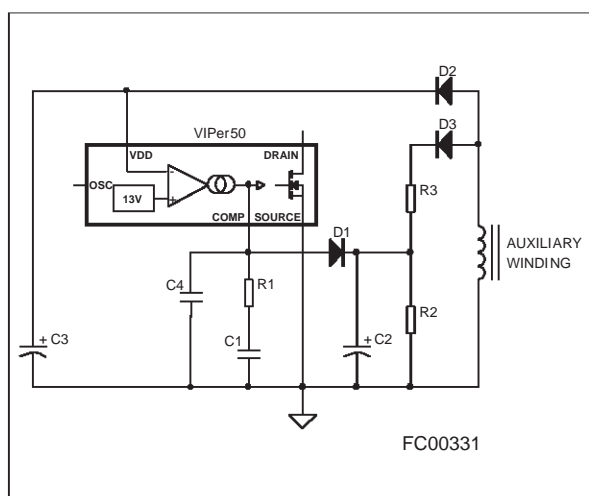 D2
VIPer50
D3
VDD
DRAIN
-
OSC
13V
+
COMP SOURCE
R3
D1
AUXILIARY
WINDING
C4
R1
R2
+ C3
C1
+ C2
FC00331